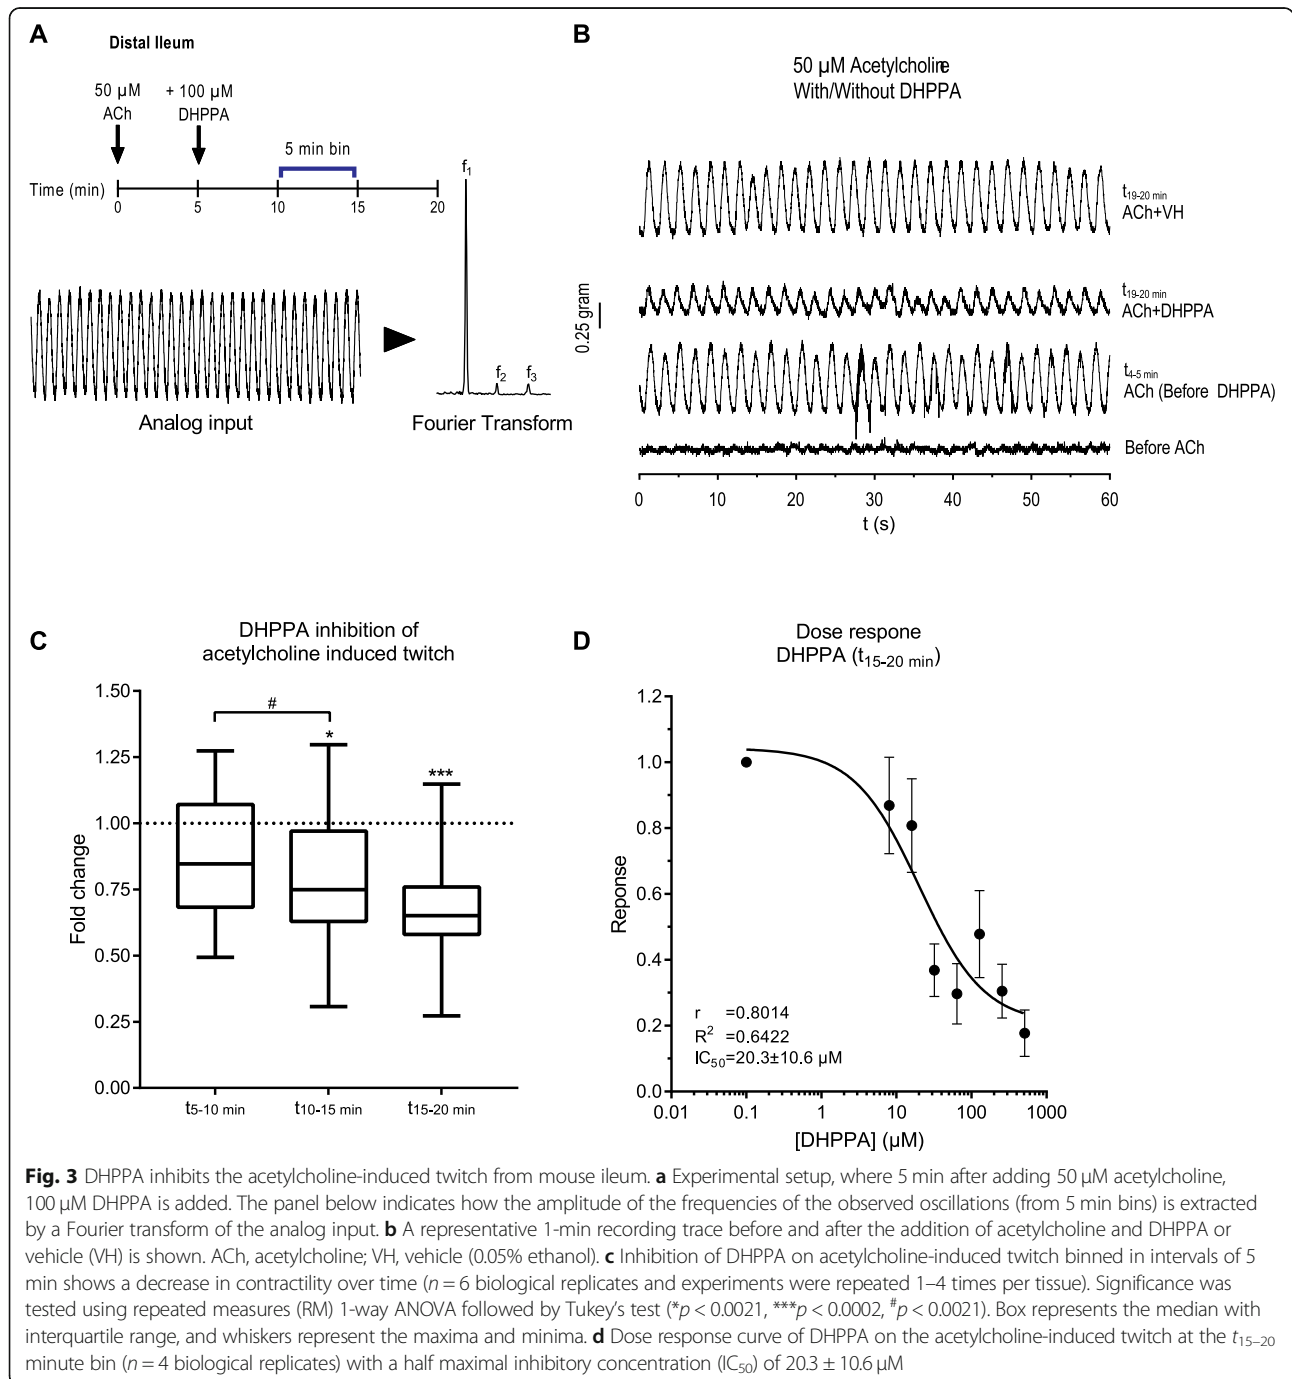 A
Distal Ileum
50 µM
ACh
+ 100 µM
DHPPA
5 min bin
Time (min)
0 5 10 15 20
f1
f2 f3
Analog input
Fourier Transform
B
50 µM Acetylcholine
With/Without DHPPA
t19-20 min
ACh+VH
t19-20 min
ACh+DHPPA
0.25 gram
t4-5 min
ACh (Before DHPPA)
Before ACh
0 10 20 30 40 50 60
t (s)
C
DHPPA inhibition of
acetylcholine induced twitch
Fold change
1.50
1.25
1.00
0.75
0.50
0.25
0.00
#
*
***
t5-10 min t10-15 min t15-20 min
D
Dose respone
DHPPA (t15-20 min)
Reponse
1.2
1.0
0.8
0.6
0.4
0.2
0.0
r =0.8014
R2 =0.6422
IC50=20.3±10.6 µM
0.01 0.1 1 10 100 1000
[DHPPA] (µM)
Fig. 3 DHPPA inhibits the acetylcholine-induced twitch from mouse ileum. a Experimental setup, where 5 min after adding 50 µM acetylcholine,
100 µM DHPPA is added. The panel below indicates how the amplitude of the frequencies of the observed oscillations (from 5 min bins) is extracted
by a Fourier transform of the analog input. b A representative 1-min recording trace before and after the addition of acetylcholine and DHPPA or
vehicle (VH) is shown. ACh, acetylcholine; VH, vehicle (0.05% ethanol). c Inhibition of DHPPA on acetylcholine-induced twitch binned in intervals of 5
min shows a decrease in contractility over time (n = 6 biological replicates and experiments were repeated 1–4 times per tissue). Significance was
tested using repeated measures (RM) 1-way ANOVA followed by Tukey's test (*p < 0.0021, ***p < 0.0002, #p < 0.0021). Box represents the median with
interquartile range, and whiskers represent the maxima and minima. d Dose response curve of DHPPA on the acetylcholine-induced twitch at the t15–20
minute bin (n = 4 biological replicates) with a half maximal inhibitory concentration (IC50) of 20.3 ± 10.6 µM